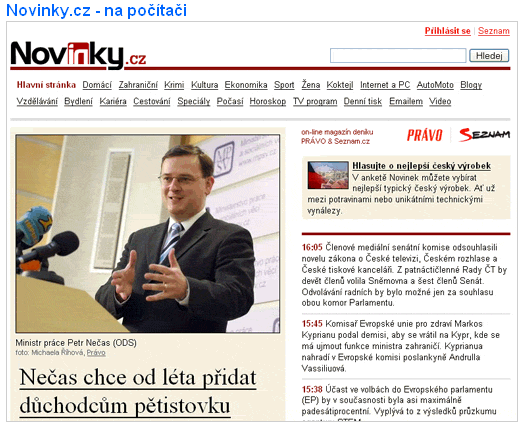 Novinky.cz - na počítači
Přihlásit se | Seznam
Novinky.cz
Hledej
Hlavní stránka Domácí Zahraniční Krimi Kultura Ekonomika Sport Žena Koktejl Internet a PC AutoMoto Blogy
Vzdělávání Bydlení Kariéra Cestování Speciály Počasí Horoskop TV program Denní tisk Emailem Video
on-line magazín deníku
PRÁVO & Seznam.cz
PRÁVO
SEZNAM
Hlasujte o nejlepší český výrobek
V anketě Novinek můžete vybírat
nejlepší typický český výrobek. Ať už
mezi potravinami nebo unikátními technickými
vynálezy.
16:05 Členové mediální senátní komise odsouhlasili
novelu zákona o České televizi, Českém rozhlase a
České tiskové kanceláři. Z patnáctičlenné Rady ČT by
devět členů volila Sněmovna a šest členů Senát.
Odvolávání radních by bylo možné jen za souhlasu
obou komor Parlamentu.
15:45 Komisař Evropské unie pro zdraví Markos
Kyprianu podal demisi, aby se vrátil na Kypr, kde se
má ujmout funkce ministra zahraničí. Kyprianua
nahradí v Evropské komisi poslankyně Andrulla
Vassiliuová.
15:38 Účast ve volbách do Evropského parlamentu
(EP) by v současnosti byla asi maximálně
padesátiprocentní. Vyplývá to z výsledků průzkumu
MPSV
Ministr práce Petr Nečas (ODS)
foto: Michaela Říhová, Právo
Nečas chce od léta přidat
důchodcům pětistovku